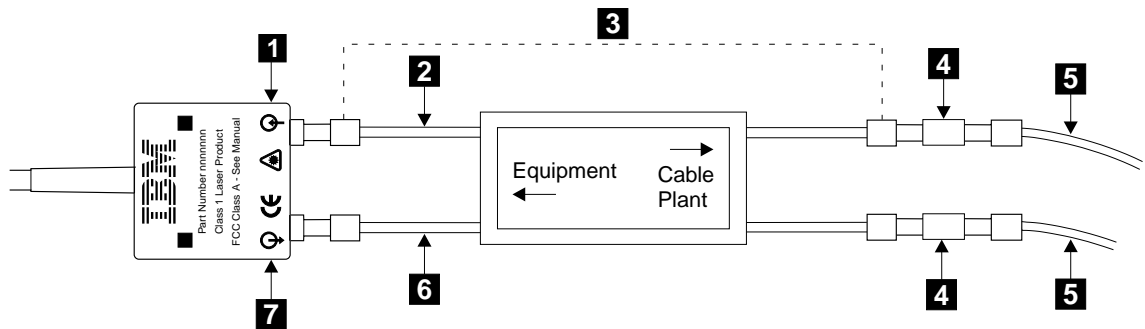 3
1
2
4
5
IBM
Part Number nnnnnnn
Class 1 Laser Product
FCC Class A - See Manual
CE
Equipment
Cable
Plant
7
6
4
5